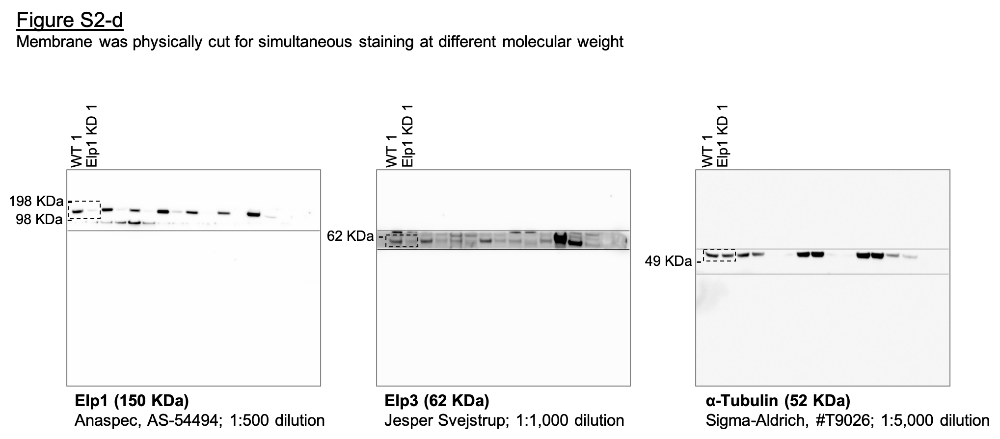 Figure S2-d
Membrane was physically cut for simultaneous staining at different molecular weight
WT 1
Elp1 KD 1
198 KDa
98 KDa
Elp1 (150 KDa)
Anaspec, AS-54494; 1:500 dilution
WT 1
Elp1 KD 1
62 KDa
Elp3 (62 KDa)
Jesper Svejstrup; 1:1,000 dilution
WT 1
Elp1 KD 1
49 KDa
α-Tubulin (52 KDa)
Sigma-Aldrich, #T9026; 1:5,000 dilution